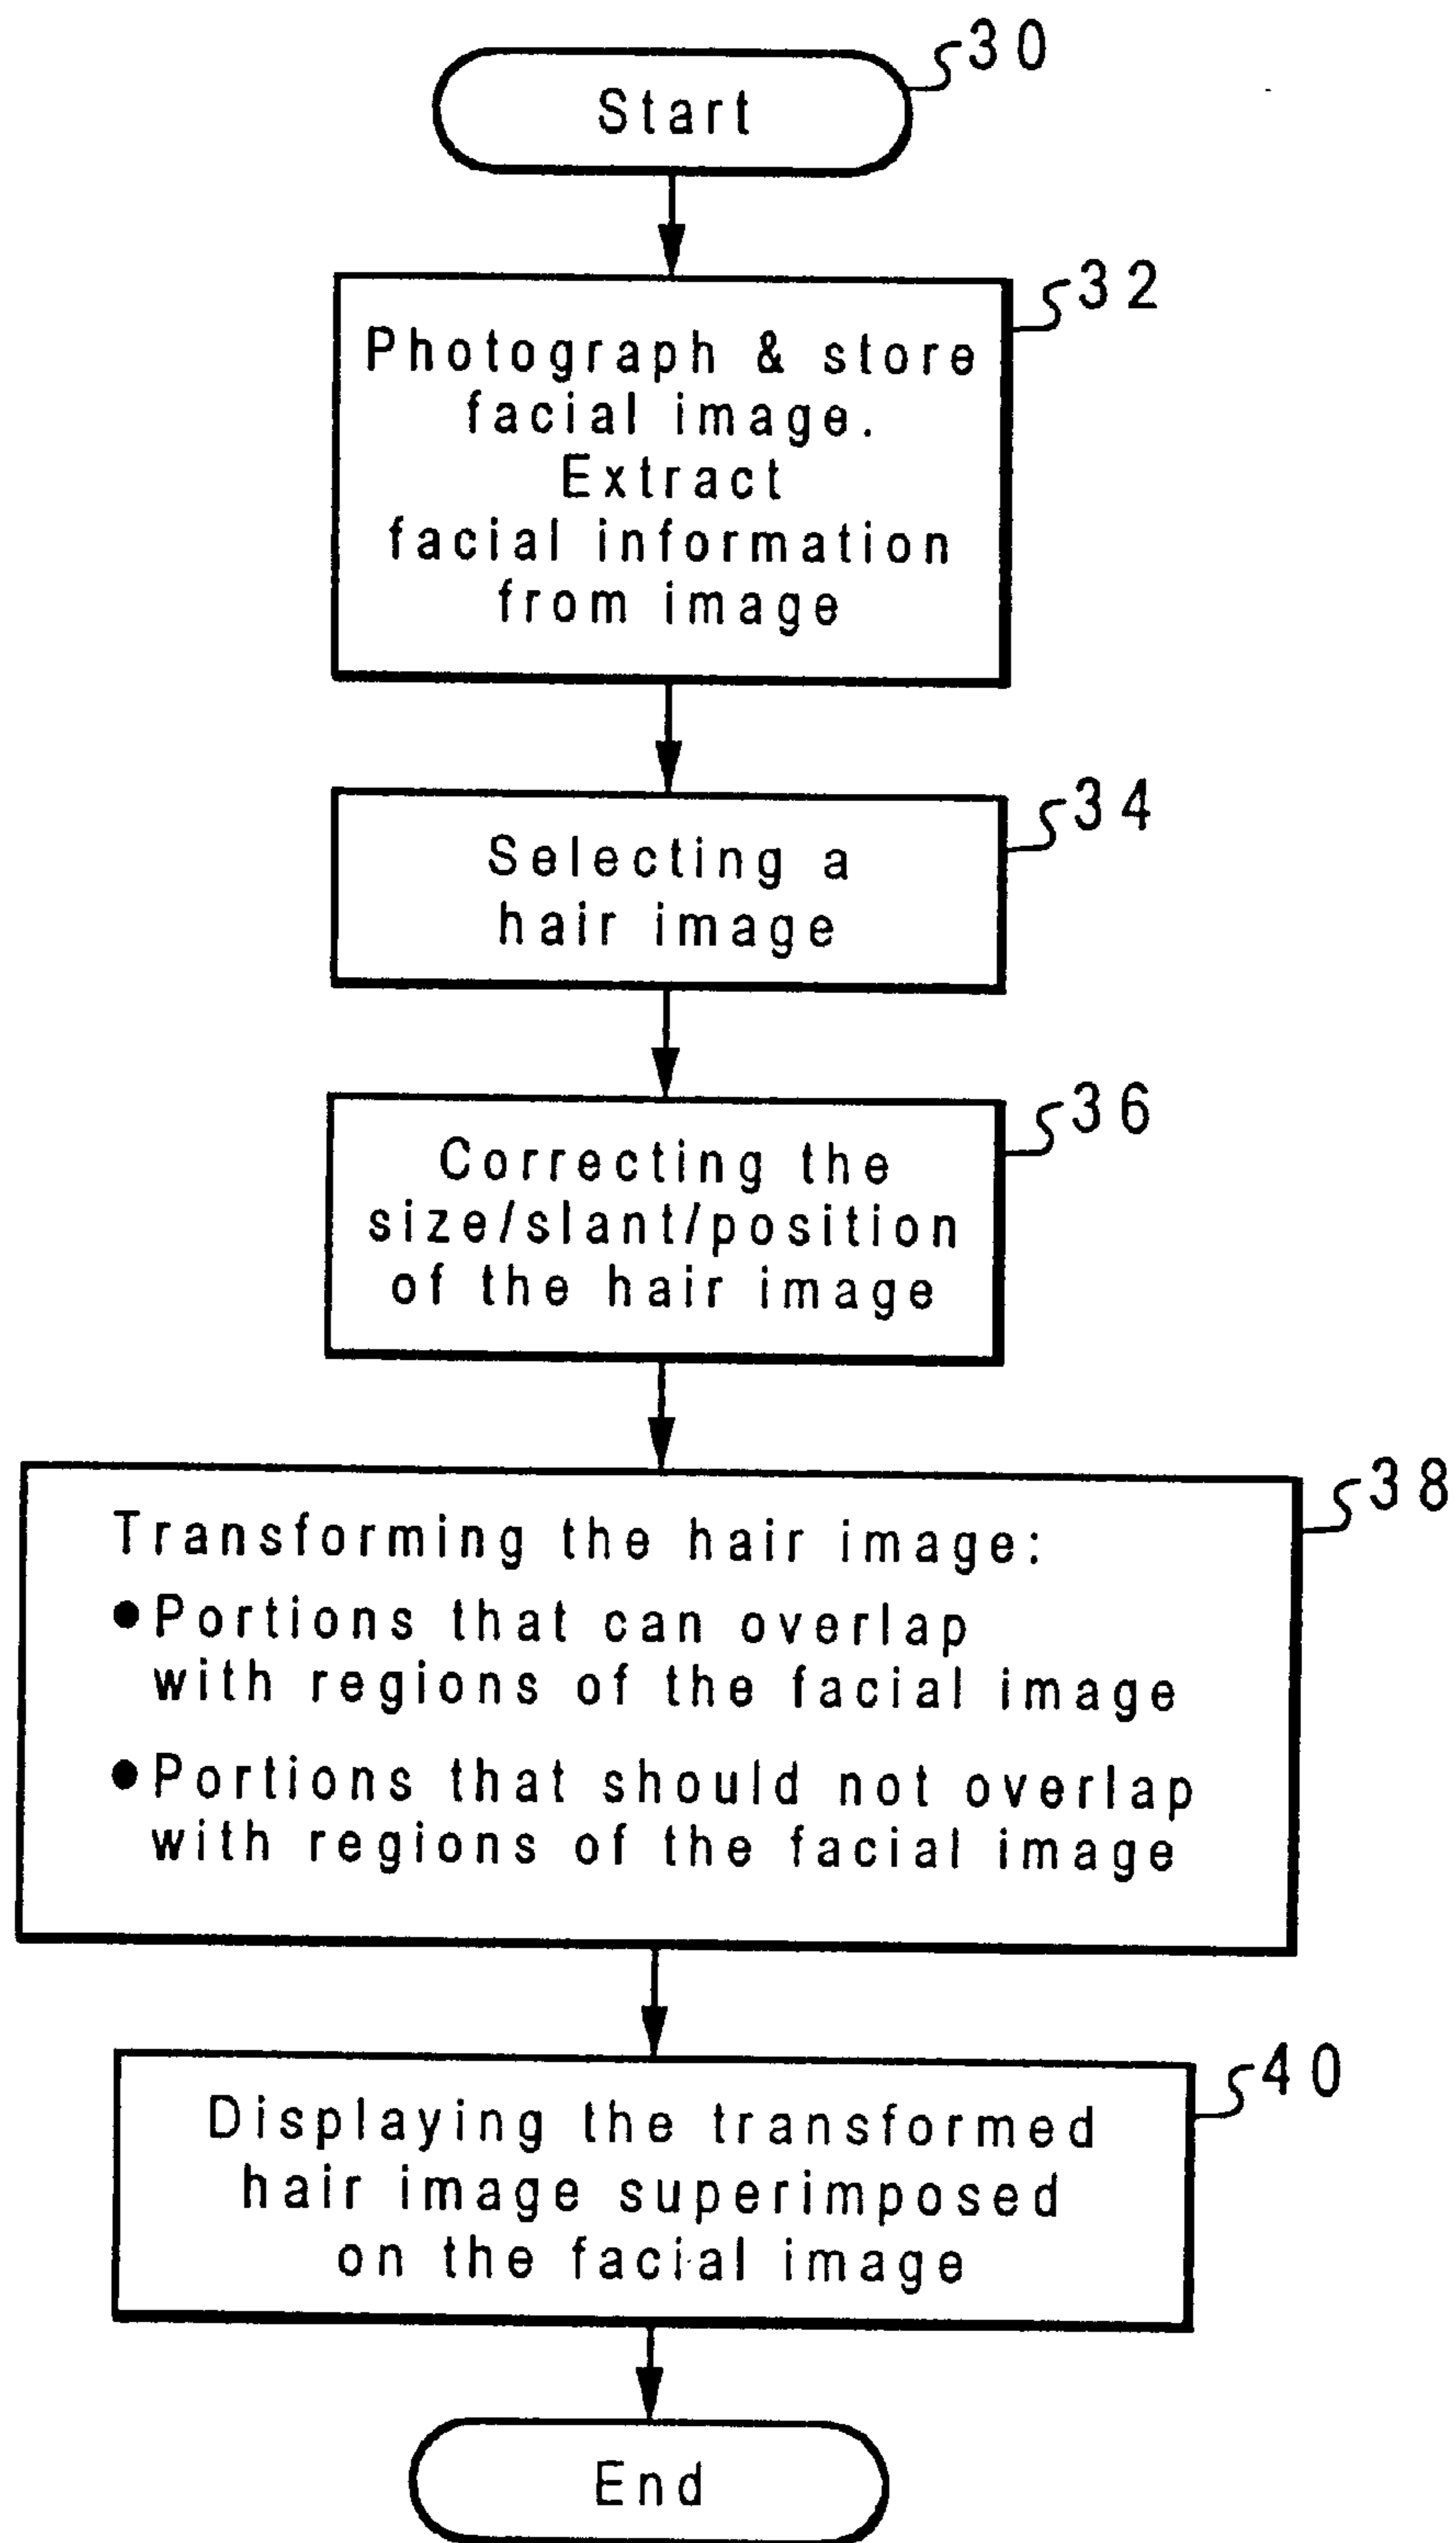 30
Start
32
Photograph & store
facial image.
Extract
facial information
from image
34
Selecting a
hair image
36
Correcting the
size/slant/position
of the hair image
38
Transforming the hair image:
●Portions that can overlap
with regions of the facial image
●Portions that should not overlap
with regions of the facial image
40
Displaying the transformed
hair image superimposed
on the facial image
End